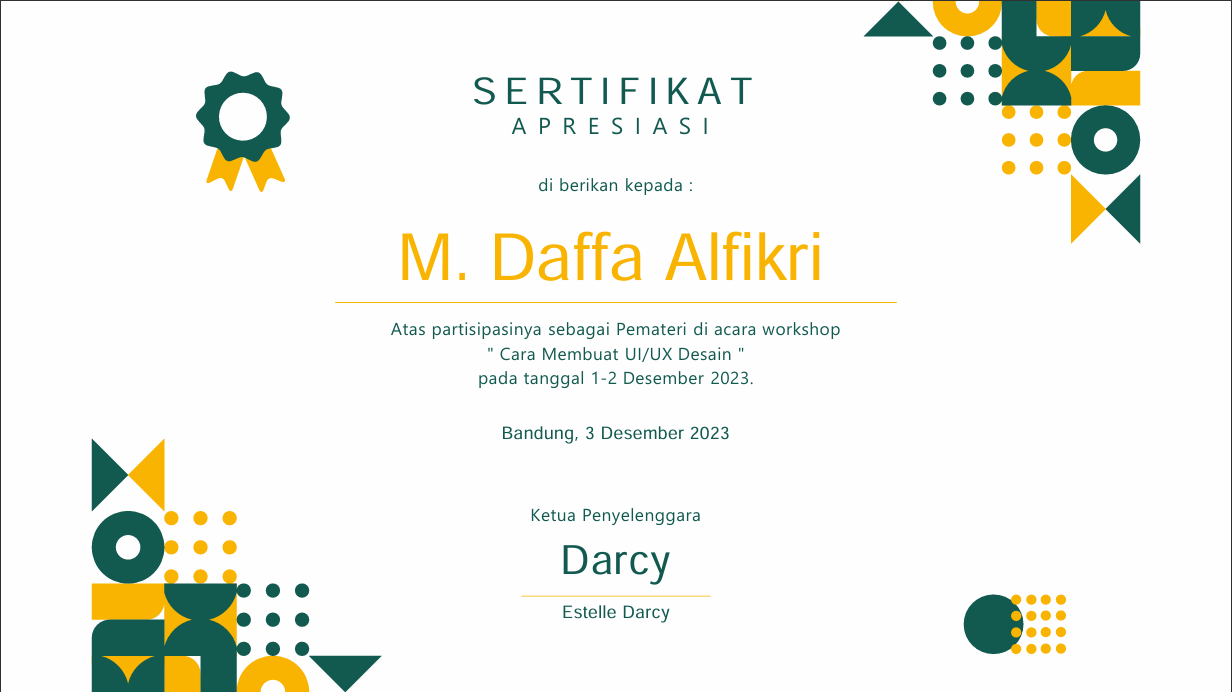 SERTIFIKAT
APRESIASI
di berikan kepada :
M. Daffa Alfikri
Atas partisipasinya sebagai Pemateri di acara workshop
" Cara Membuat UI/UX Desain "
pada tanggal 1-2 Desember 2023.
Bandung, 3 Desember 2023
Ketua Penyelenggara
Darcy
Estelle Darcy